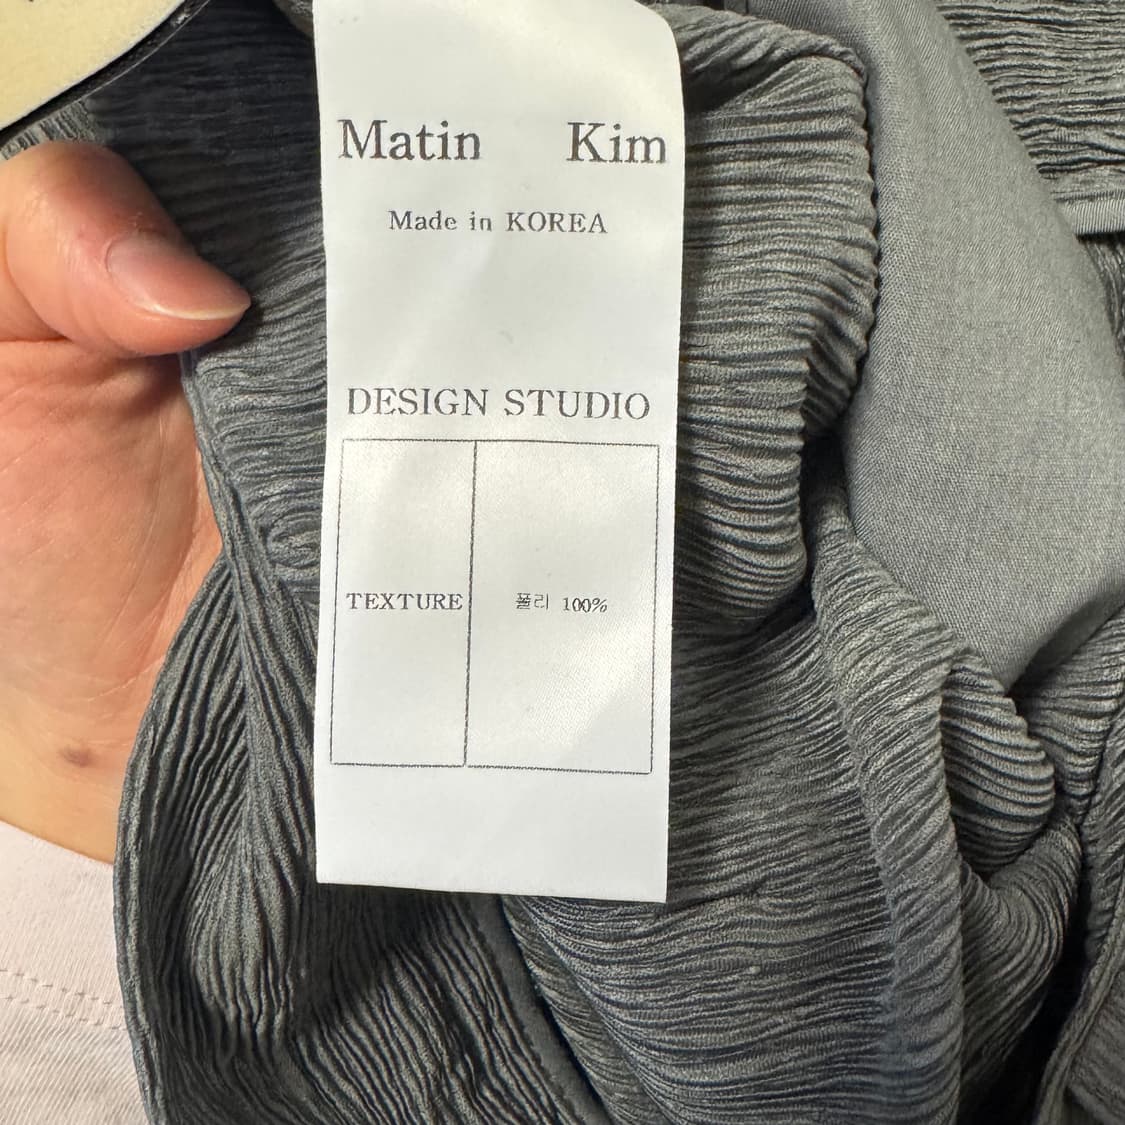 Matin Kim
Made in KOREA
DESIGN STUDIO
TEXTURE 폴리 100%